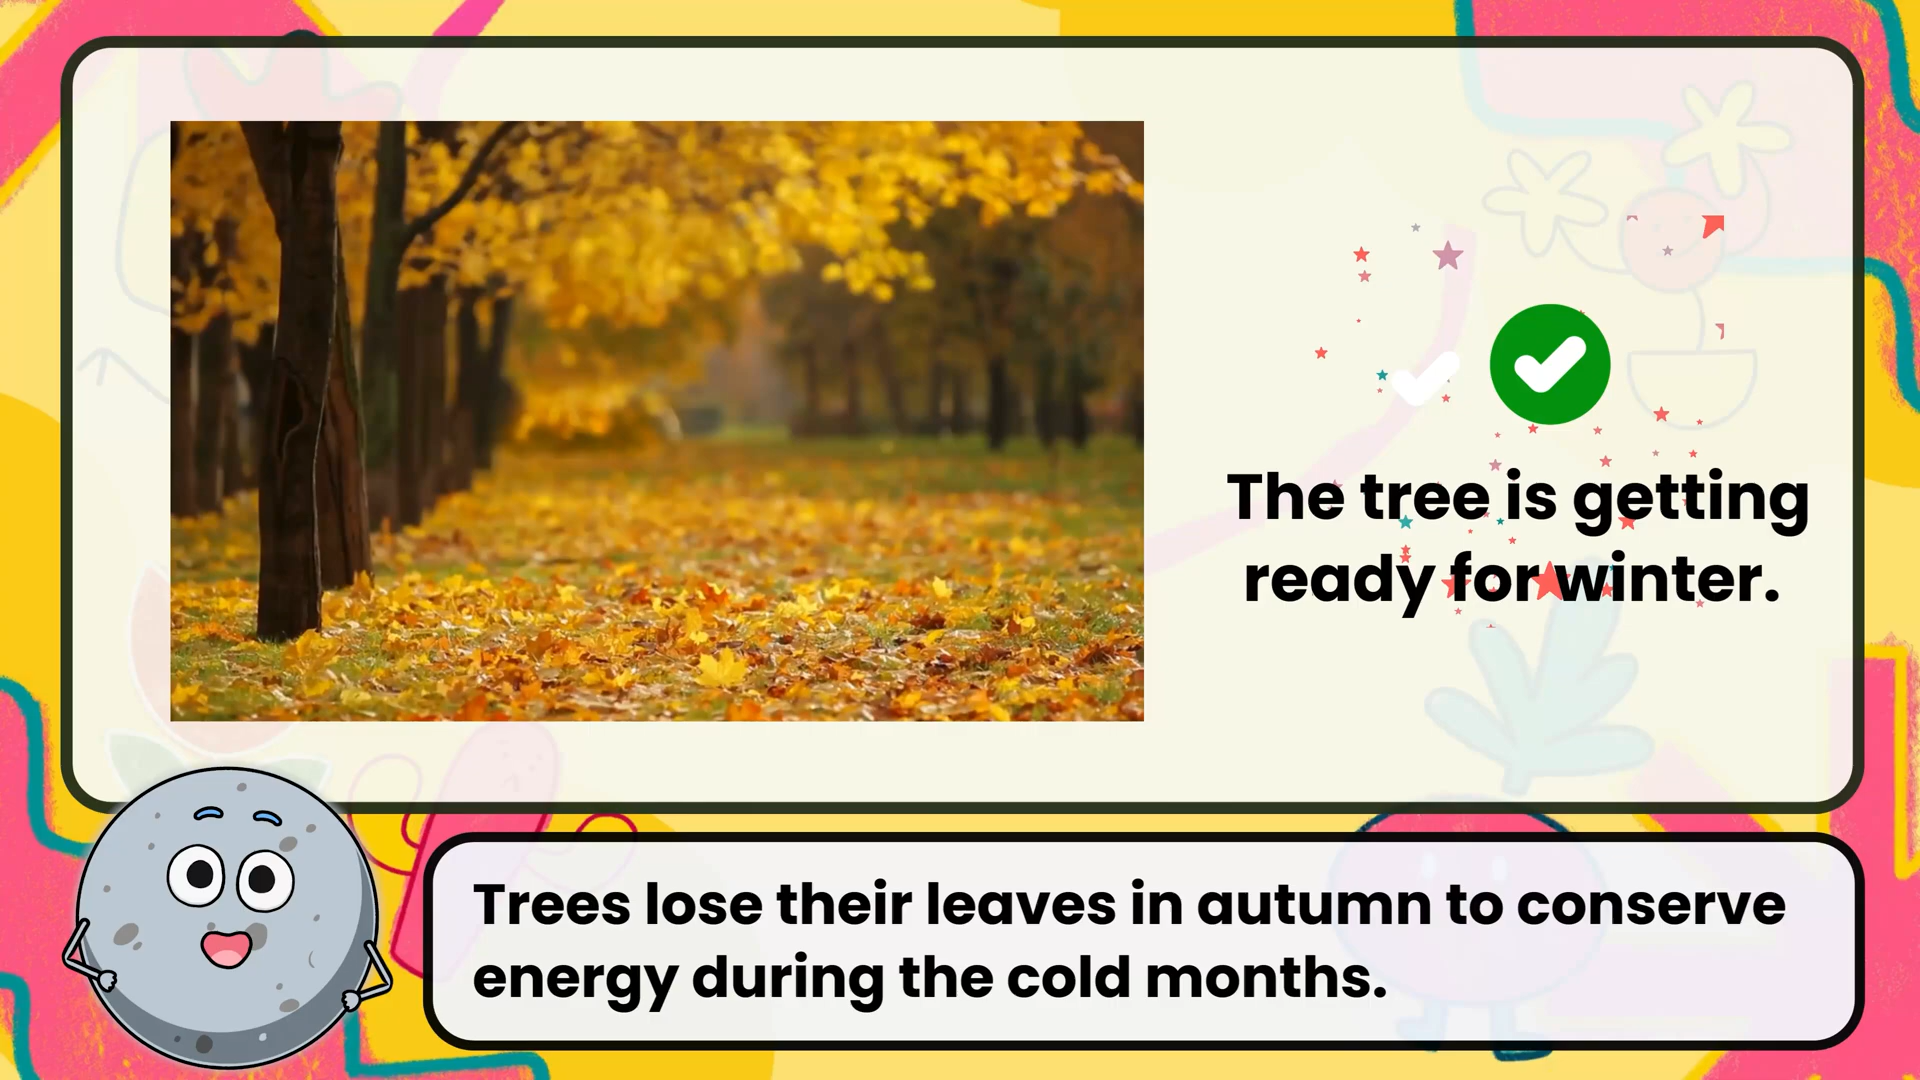 The tree is getting
ready for winter.
Trees lose their leaves in autumn to conserve
energy during the cold months.